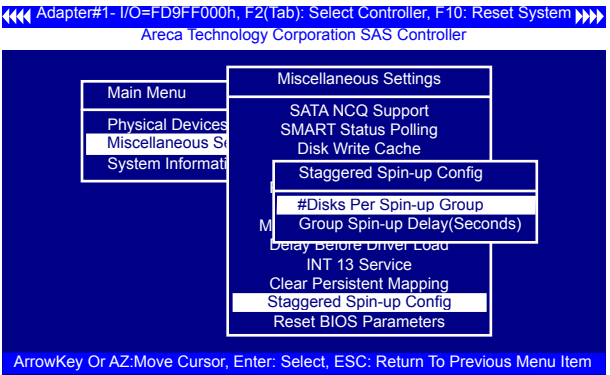 Adapter#1- I/O=FD9FF000h, F2(Tab): Select Controller, F10: Reset System
Areca Technology Corporation SAS Controller
Main Menu
Physical Devices
Miscellaneous Se
System Informati
Miscellaneous Settings
SATA NCQ Support
SMART Status Polling
Disk Write Cache
Staggered Spin-up Config
#Disks Per Spin-up Group
Group Spin-up Delay(Seconds)
M
Delay Before Driver Load
INT 13 Service
Clear Persistent Mapping
Staggered Spin-up Config
Reset BIOS Parameters
ArrowKey Or AZ:Move Cursor, Enter: Select, ESC: Return To Previous Menu Item